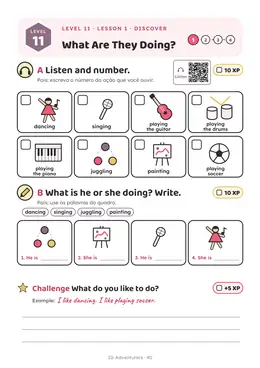 LEVEL
11
LEVEL 11 • LESSON 1 • DISCOVER
What Are They Doing?
1 2 3 4
A Listen and number.
Pais: escreva o número da ação que você ouvir.
Listen
10 XP
dancing
singing
playing
the guitar
playing
the drums
playing
the piano
juggling
painting
playing
soccer
B What is he or she doing? Write.
Pais: use as palavras do quadro.
10 XP
dancing
singing
juggling
painting
1. He is
2. She is
3. He is
4. She is
Challenge What do you like to do?
+5 XP
Example: I like dancing. I like playing soccer.